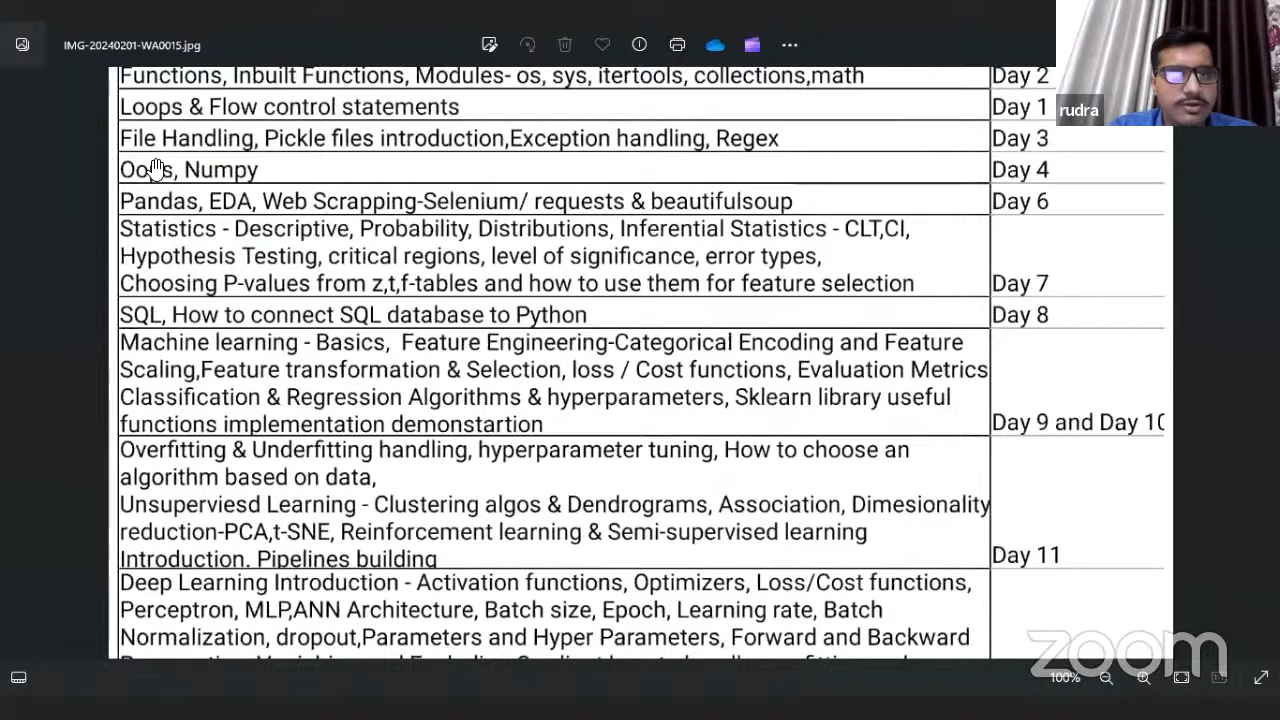 IMG-20240201-WA0015.jpg
rudra
Functions, Inbuilt Functions, Modules- os, sys, itertools, collections,math
Day 2
Loops & Flow control statements
Day 1
File Handling, Pickle files introduction,Exception handling, Regex
Day 3
Oops, Numpy
Day 4
Pandas, EDA, Web Scrapping-Selenium/ requests & beautifulsoup
Day 6
Statistics - Descriptive, Probability, Distributions, Inferential Statistics - CLT,CI,
Hypothesis Testing, critical regions, level of significance, error types,
Choosing P-values from z,t,f-tables and how to use them for feature selection
Day 7
SQL, How to connect SQL database to Python
Day 8
Machine learning - Basics,  Feature Engineering-Categorical Encoding and Feature
Scaling,Feature transformation & Selection, loss / Cost functions, Evaluation Metrics
Classification & Regression Algorithms & hyperparameters, Sklearn library useful
functions implementation demonstartion
Day 9 and Day 10
Overfitting & Underfitting handling, hyperparameter tuning, How to choose an
algorithm based on data,
Unsuperviesd Learning - Clustering algos & Dendrograms, Association, Dimesionality
reduction-PCA,t-SNE, Reinforcement learning & Semi-supervised learning
Introduction. Pipelines building
Day 11
Deep Learning Introduction - Activation functions, Optimizers, Loss/Cost functions,
Perceptron, MLP,ANN Architecture, Batch size, Epoch, Learning rate, Batch
Normalization, dropout,Parameters and Hyper Parameters, Forward and Backward
zoom
100%